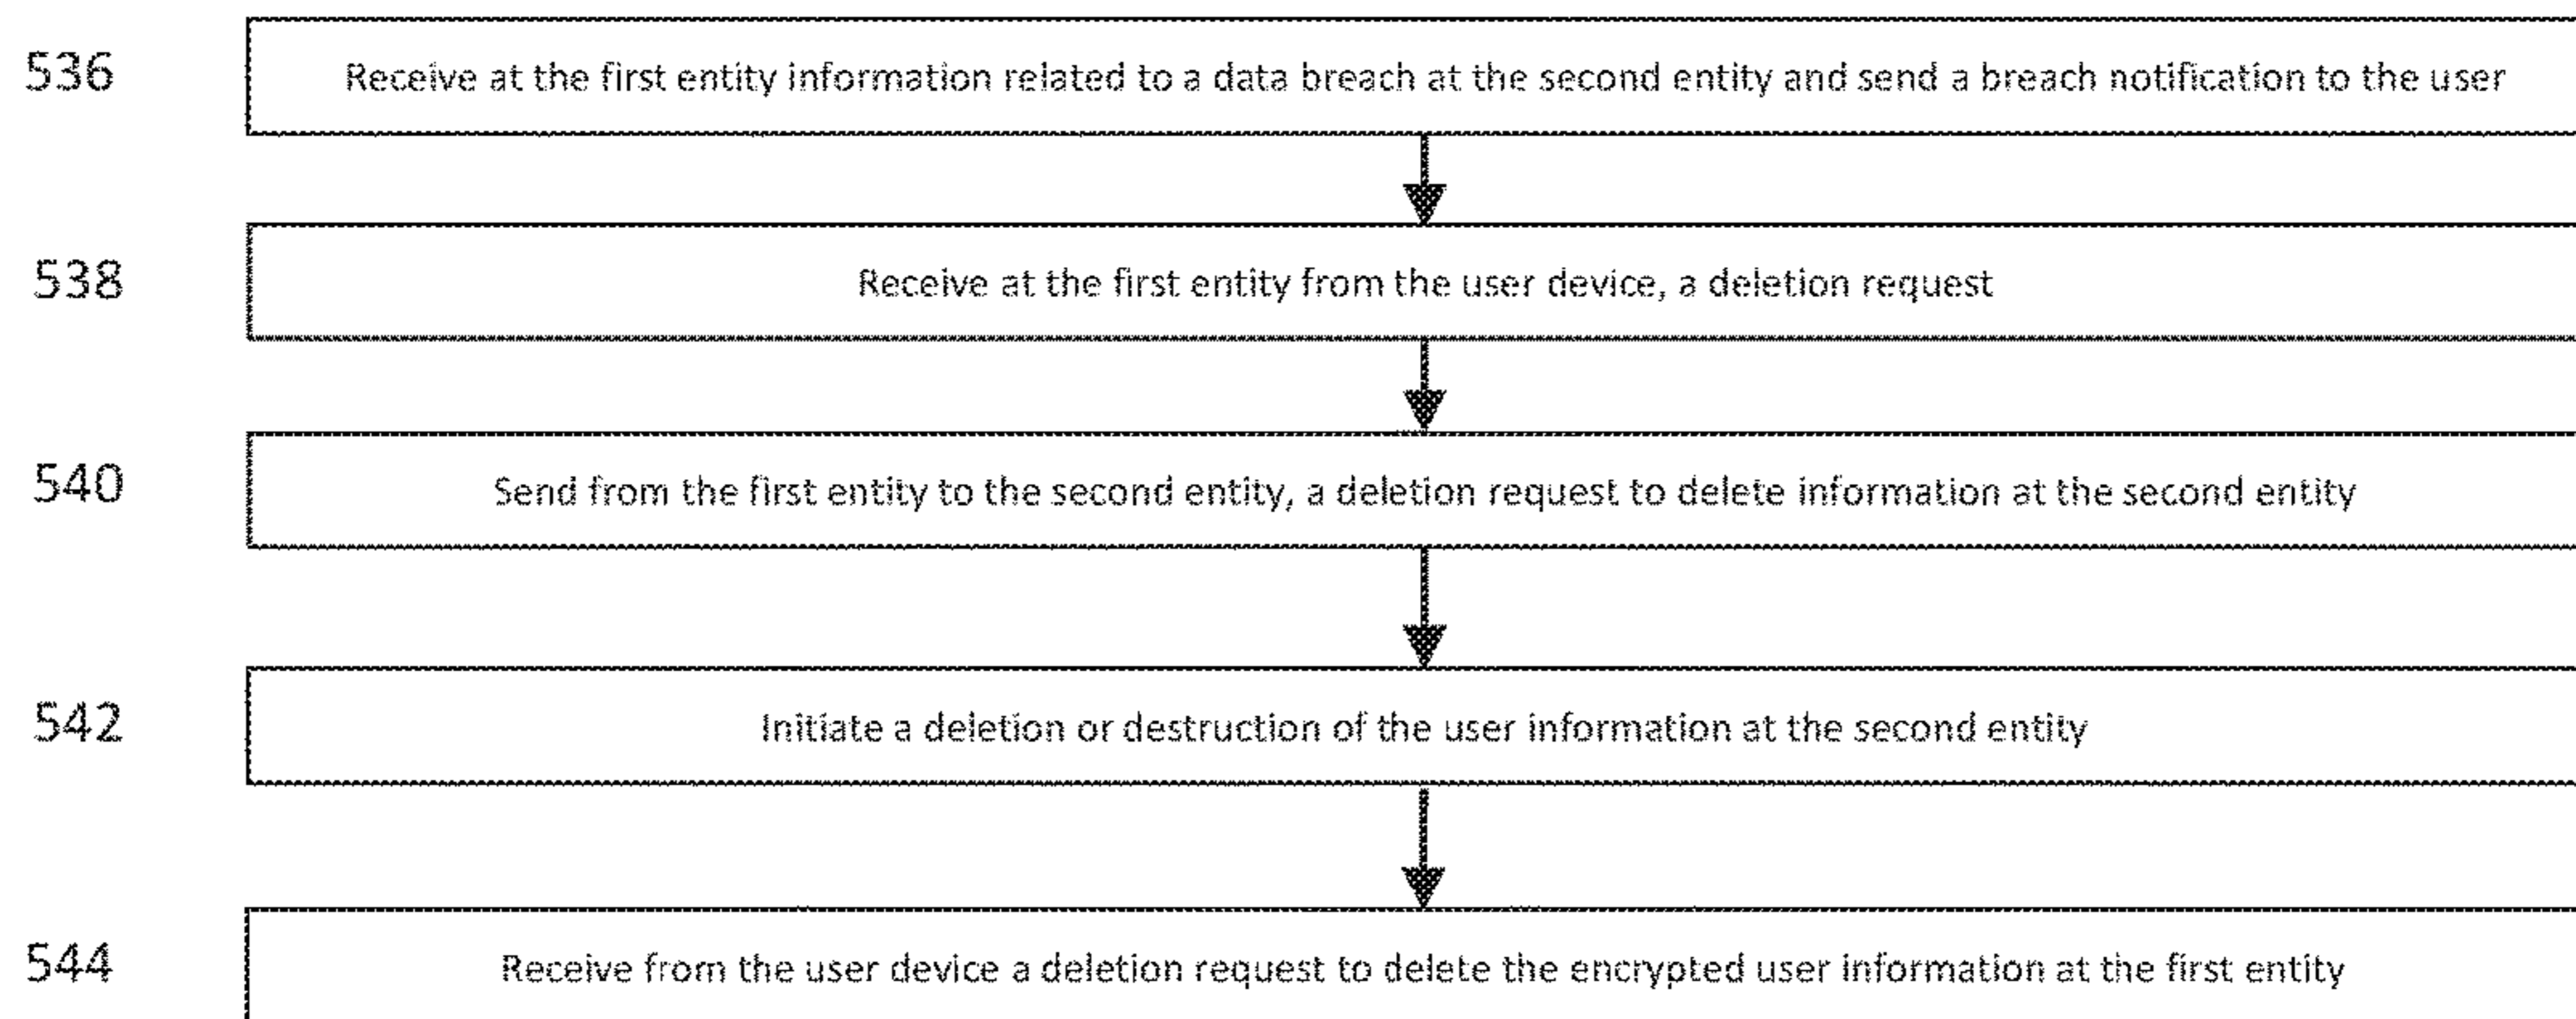 536 Receive at the first entity information related to a data breach at the second entity and send a breach notification to the user
538 Receive at the first entity from the user device, a deletion request
540 Send from the first entity to the second entity, a deletion request to delete information at the second entity
542 Initiate a deletion or destruction of the user information at the second entity
544 Receive from the user device a deletion request to delete the encrypted user information at the first entity